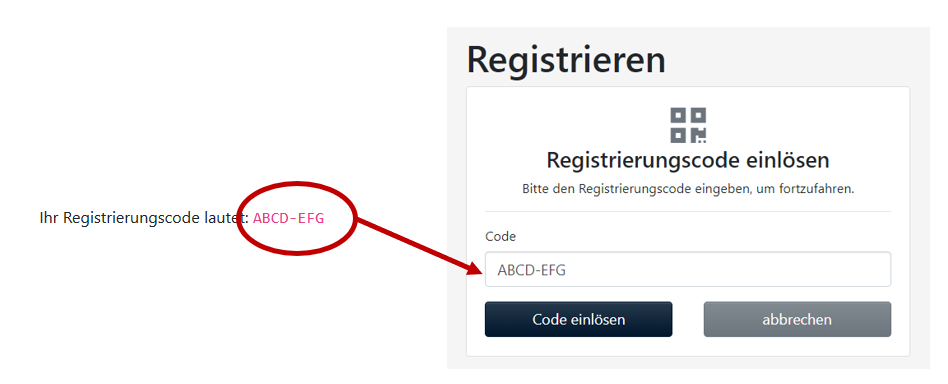 Registrieren
Registrierungscode einlösen
Bitte den Registrierungscode eingeben, um fortzufahren.
Ihr Registrierungscode lautet: ABCD-EFG
Code
ABCD-EFG
Code einlösen
abbrechen